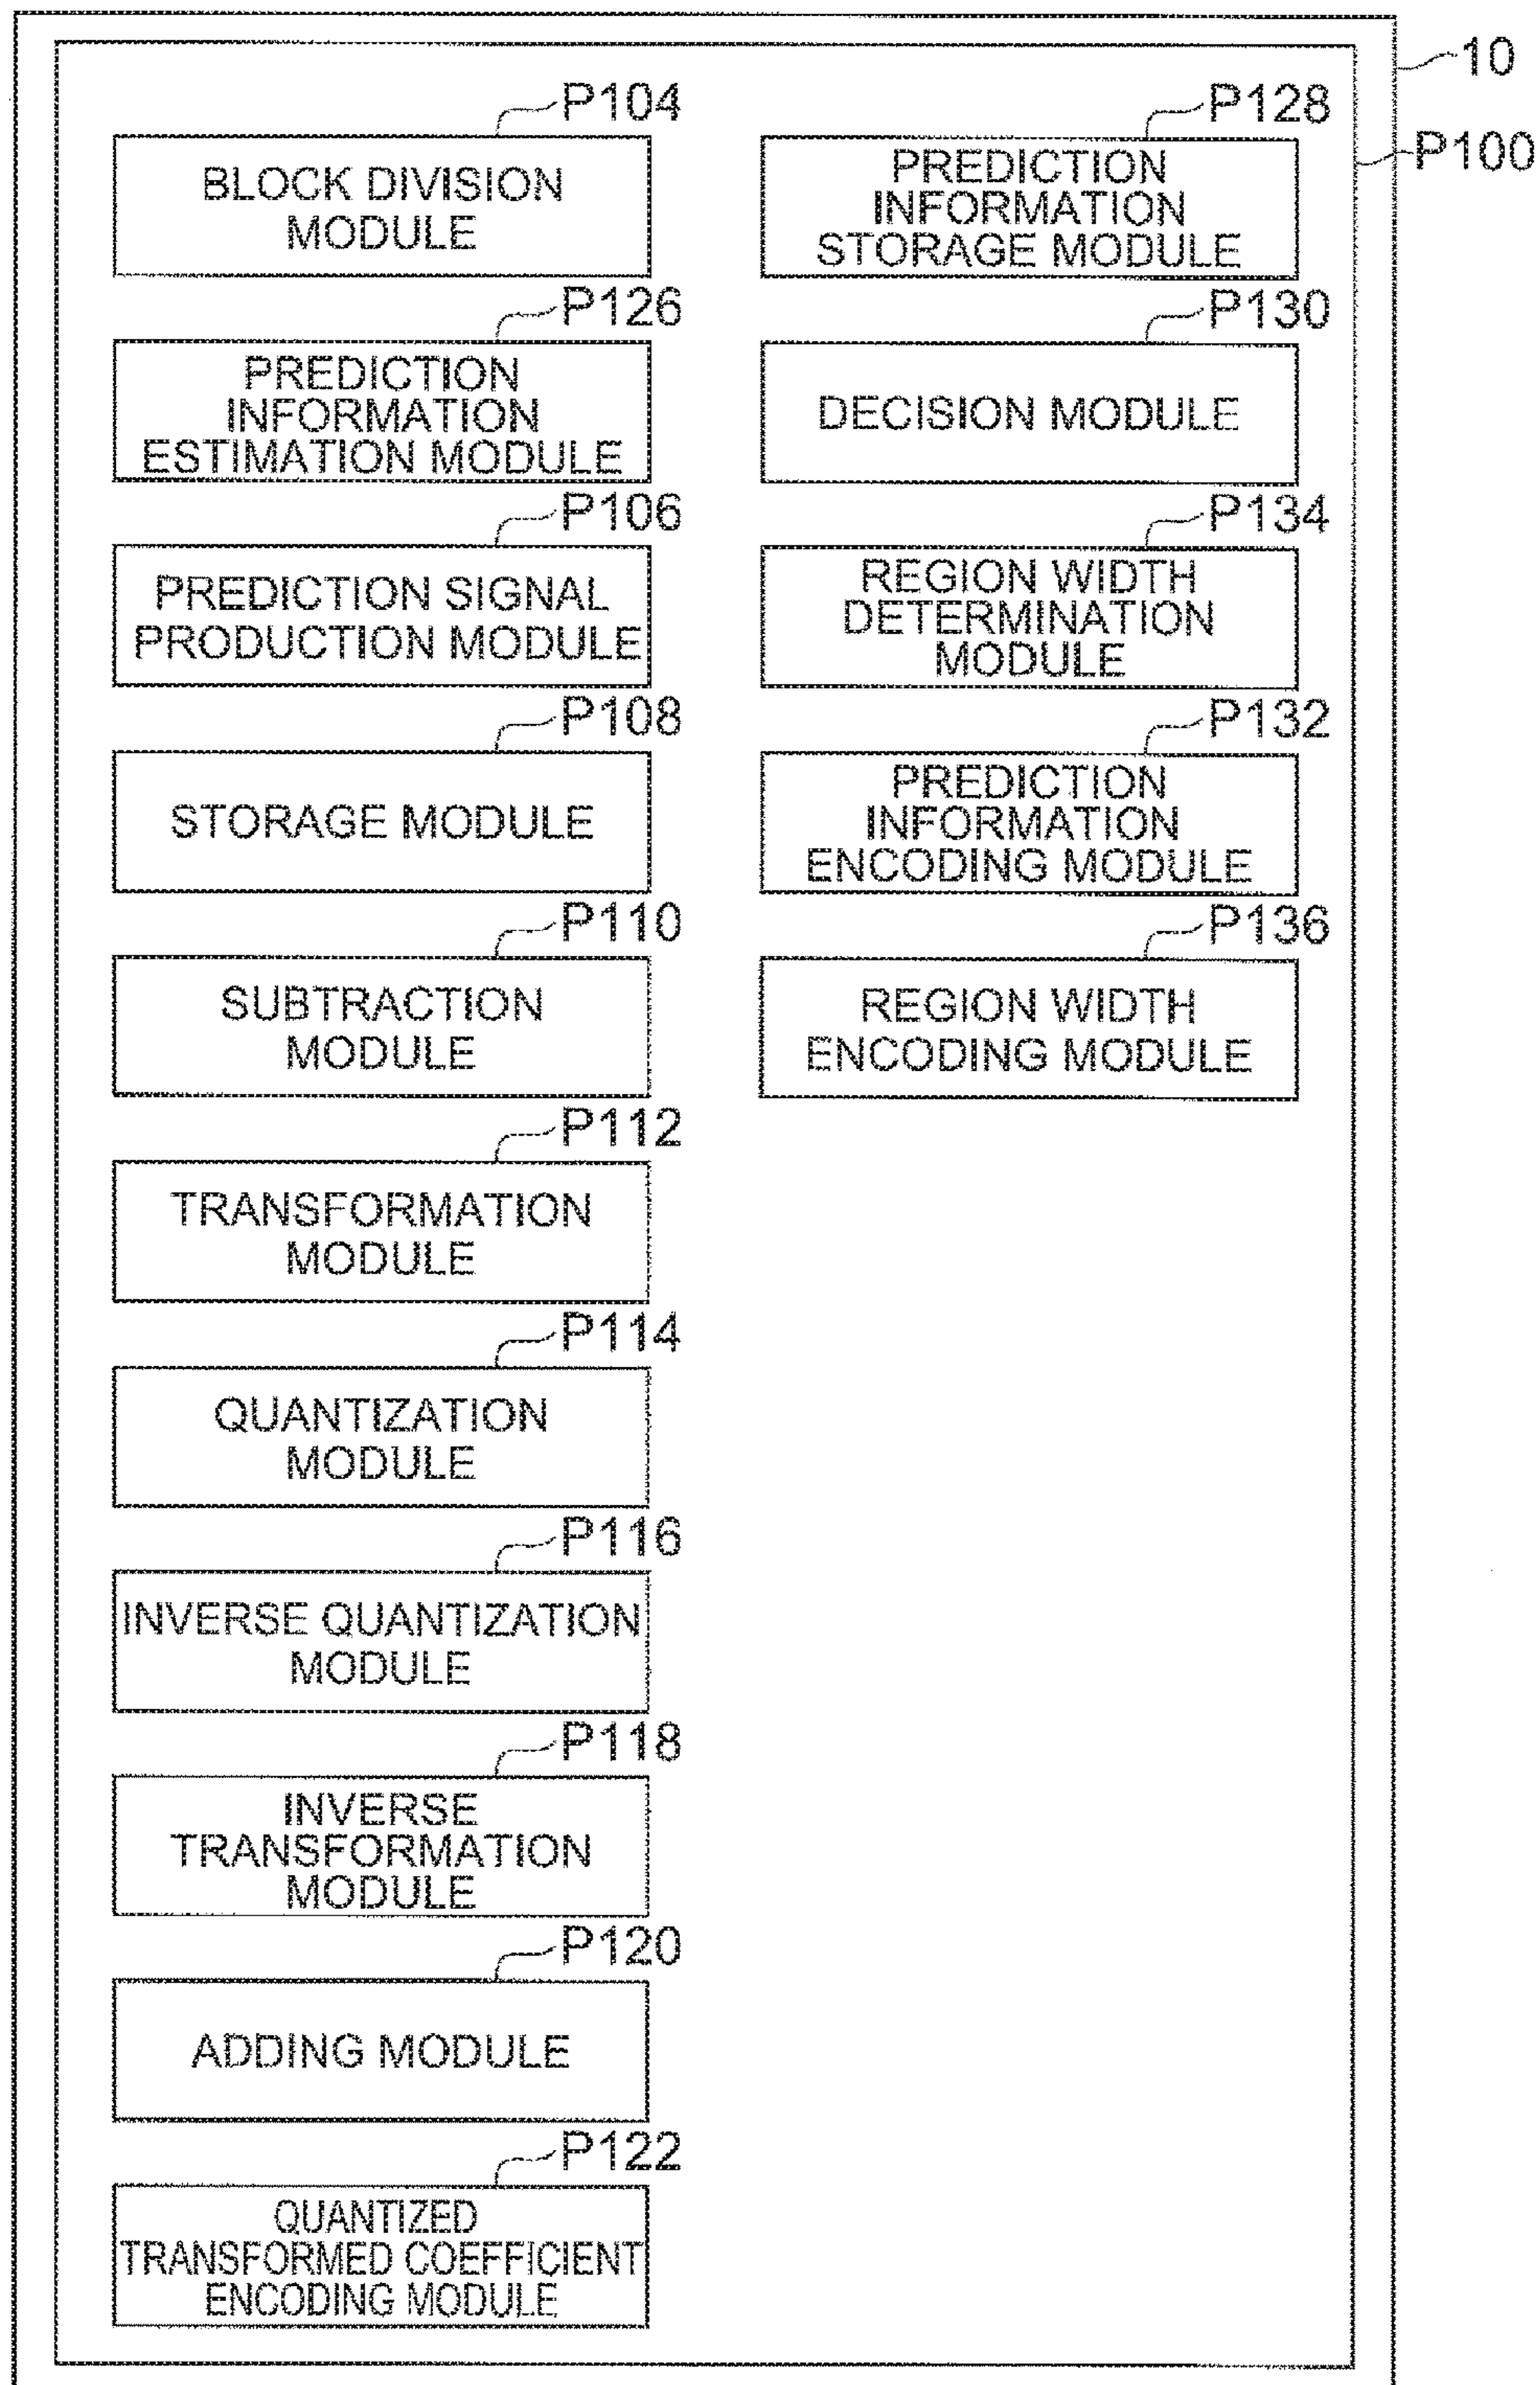 10
P100
P104
BLOCK DIVISION
MODULE
P126
PREDICTION
INFORMATION
ESTIMATION MODULE
P106
PREDICTION SIGNAL
PRODUCTION MODULE
P108
STORAGE MODULE
P110
SUBTRACTION
MODULE
P112
TRANSFORMATION
MODULE
P114
QUANTIZATION
MODULE
P116
INVERSE QUANTIZATION
MODULE
P118
INVERSE
TRANSFORMATION
MODULE
P120
ADDING MODULE
P122
QUANTIZED
TRANSFORMED COEFFICIENT
ENCODING MODULE
P128
PREDICTION
INFORMATION
STORAGE MODULE
P130
DECISION MODULE
P134
REGION WIDTH
DETERMINATION
MODULE
P132
PREDICTION
INFORMATION
ENCODING MODULE
P136
REGION WIDTH
ENCODING MODULE